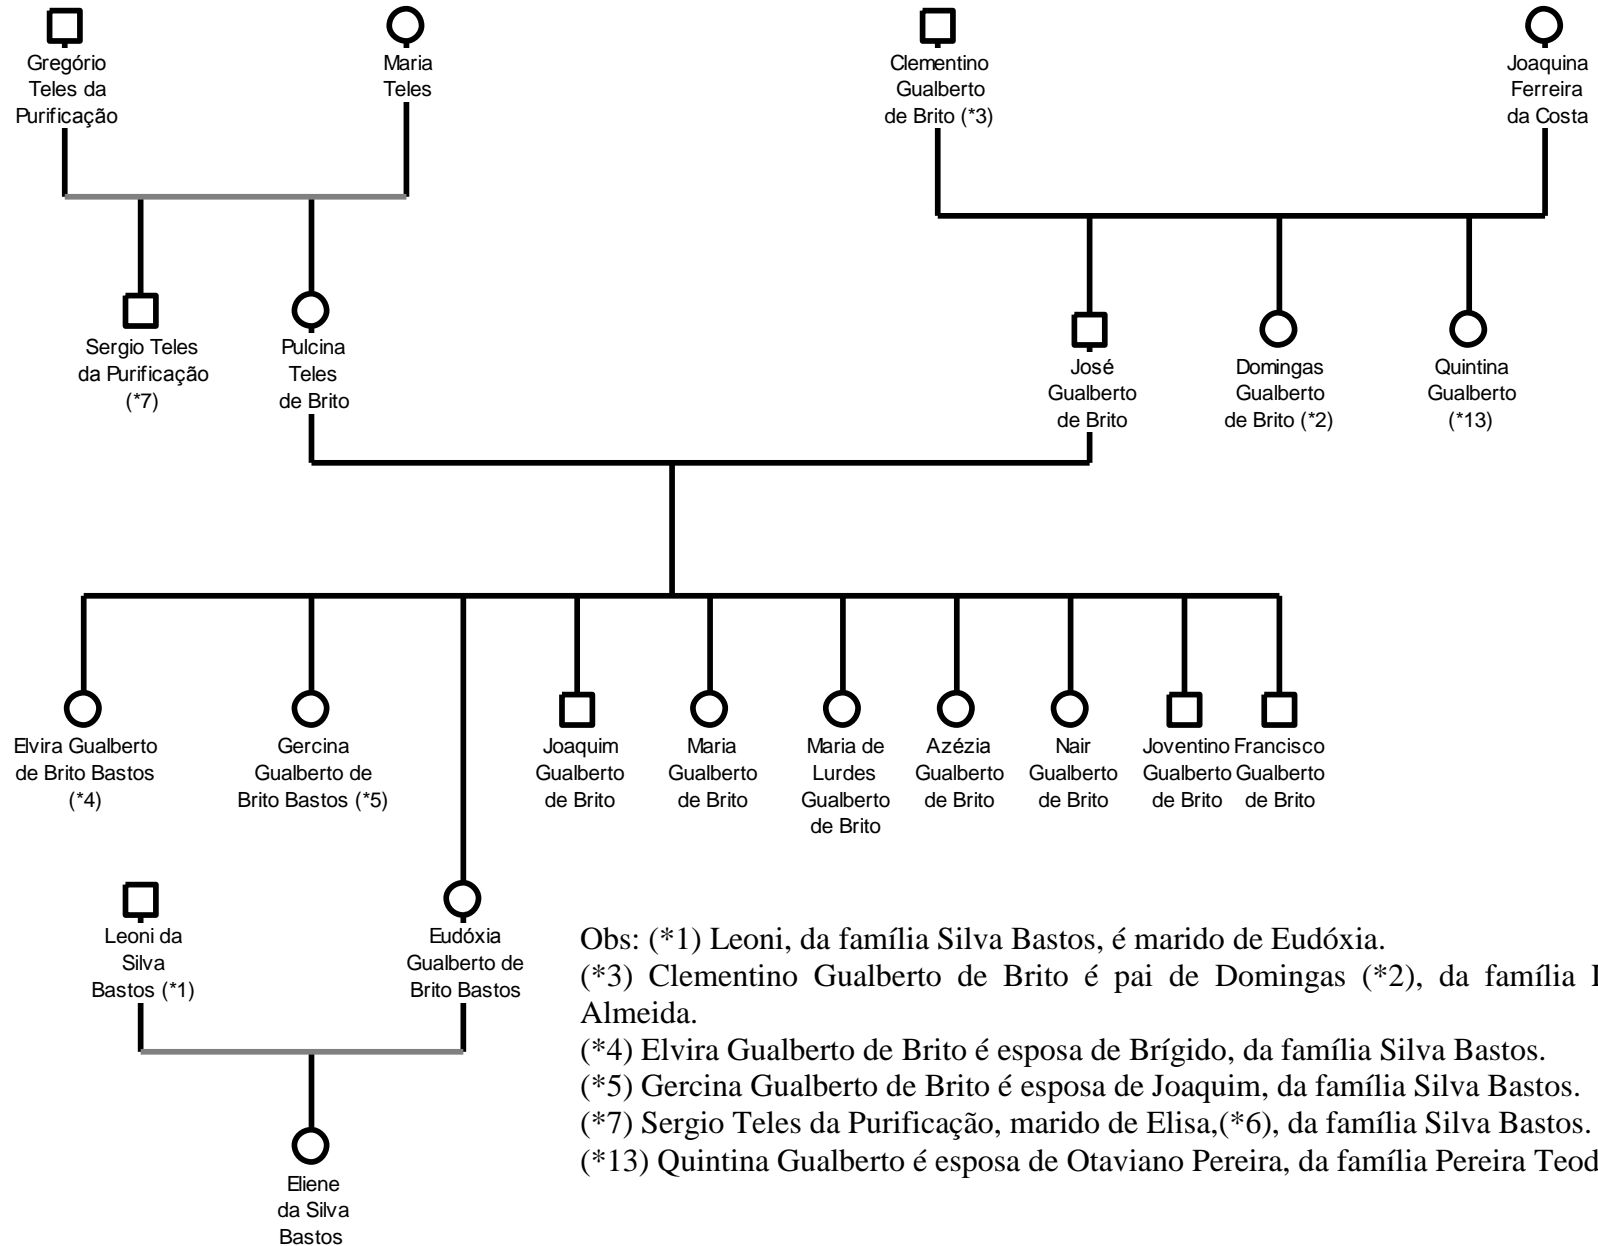 Gregório
Teles da
Purificação
Maria
Teles
Clementino
Gualberto
de Brito (*3)
Joaquina
Ferreira
da Costa
Sergio Teles
da Purificação
(*7)
Pulcina
Teles
de Brito
José
Gualberto
de Brito
Domingas
Gualberto
de Brito (*2)
Quintina
Gualberto
(*13)
Elvira Gualberto
de Brito Bastos
(*4)
Gercina
Gualberto de
Brito Bastos (*5)
Joaquim
Gualberto
de Brito
Maria
Gualberto
de Brito
Maria de
Lurdes
Gualberto
de Brito
Azézia
Gualberto
de Brito
Nair
Gualberto
de Brito
Joventino
Gualberto
de Brito
Francisco
Gualberto
de Brito
Leoni da
Silva
Bastos (*1)
Eudóxia
Gualberto de
Brito Bastos
Eliene
da Silva
Bastos
Obs: (*1) Leoni, da família Silva Bastos, é marido de Eudóxia.
(*3) Clementino Gualberto de Brito é pai de Domingas (*2), da família
Almeida.
(*4) Elvira Gualberto de Brito é esposa de Brígido, da família Silva Bastos.
(*5) Gercina Gualberto de Brito é esposa de Joaquim, da família Silva Bastos.
(*7) Sergio Teles da Purificação, marido de Elisa,(*6), da família Silva Bastos.
(*13) Quintina Gualberto é esposa de Otaviano Pereira, da família Pereira Teod